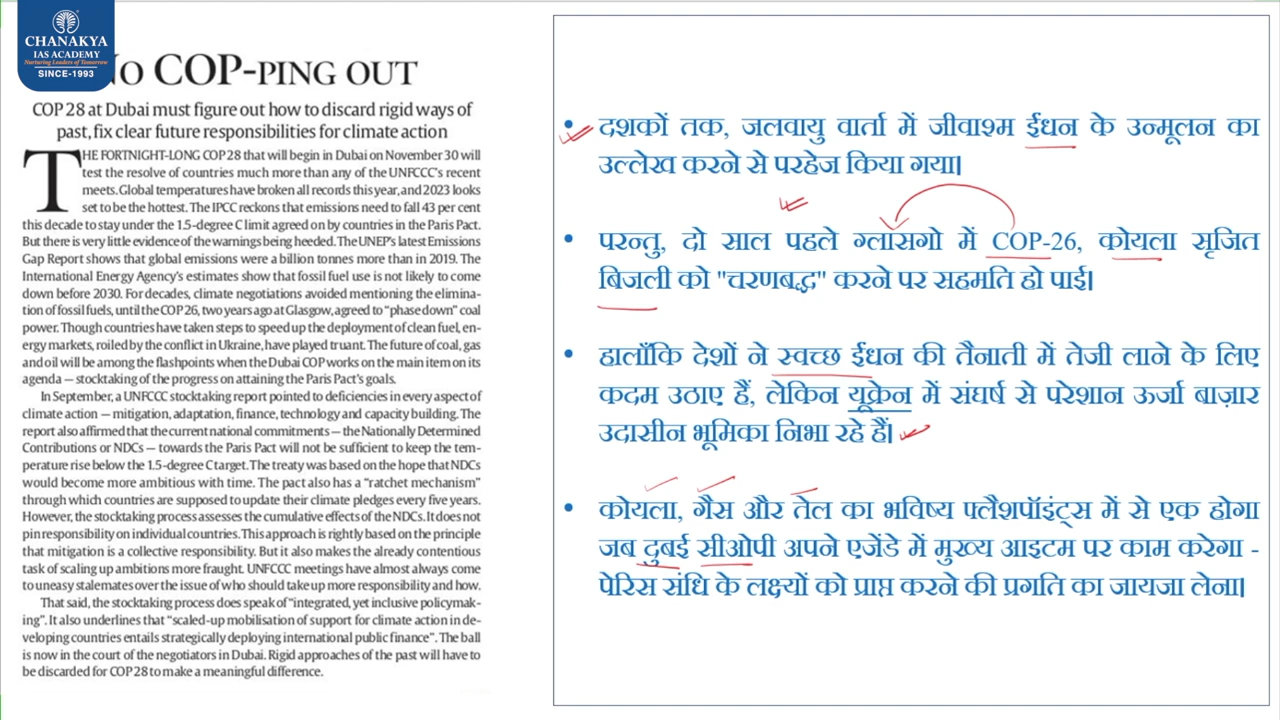 CHANAKYA
IAS ACADEMY
Nurturing Leaders of Tomorrow
SINCE-1993
NO COP-PING OUT
COP 28 at Dubai must figure out how to discard rigid ways of
past, fix clear future responsibilities for climate action
THE FORTNIGHT-LONG COP 28 that will begin in Dubai on November 30 will
test the resolve of countries much more than any of the UNFCCC's recent
meets. Global temperatures have broken all records this year, and 2023 looks
set to be the hottest. The IPCC reckons that emissions need to fall 43 per cent
this decade to stay under the 1.5-degree C limit agreed on by countries in the Paris Pact.
But there is very little evidence of the warnings being heeded. The UNEP's latest Emissions
Gap Report shows that global emissions were a billion tonnes more than in 2019. The
International Energy Agency's estimates show that fossil fuel use is not likely to come
down before 2030. For decades, climate negotiations avoided mentioning the elimina-
tion of fossil fuels, until the COP 26, two years ago at Glasgow, agreed to "phase down" coal
power. Though countries have taken steps to speed up the deployment of clean fuel, en-
ergy markets, roiled by the conflict in Ukraine, have played truant. The future of coal, gas
and oil will be among the flashpoints when the Dubai COP works on the main item on its
agenda — stocktaking of the progress on attaining the Paris Pact's goals.
In September, a UNFCCC stocktaking report pointed to deficiencies in every aspect of
climate action — mitigation, adaptation, finance, technology and capacity building. The
report also affirmed that the current national commitments — the Nationally Determined
Contributions or NDCs — towards the Paris Pact will not be sufficient to keep the tem-
perature rise below the 1.5-degree C target. The treaty was based on the hope that NDCs
would become more ambitious with time. The pact also has a "ratchet mechanism"
through which countries are supposed to update their climate pledges every five years.
However, the stocktaking process assesses the cumulative effects of the NDCs. It does not
pin responsibility on individual countries. This approach is rightly based on the principle
that mitigation is a collective responsibility. But it also makes the already contentious
task of scaling up ambitions more fraught. UNFCCC meetings have almost always come
to uneasy stalemates over the issue of who should take up more responsibility and how.
That said, the stocktaking process does speak of "integrated, yet inclusive policymak-
ing". It also underlines that "scaled-up mobilisation of support for climate action in de-
veloping countries entails strategically deploying international public finance". The ball
is now in the court of the negotiators in Dubai. Rigid approaches of the past will have to
be discarded for COP 28 to make a meaningful difference.
• दशकों तक, जलवायु वार्ता में जीवाश्म ईंधन के उन्मूलन का
उल्लेख करने से परहेज किया गया।
• परन्तु, दो साल पहले ग्लासगो में COP-26, कोयला सृजित
बिजली को "चरणबद्ध" करने पर सहमति हो पाई।
• हालाँकि देशों ने स्वच्छ ईंधन की तैनाती में तेजी लाने के लिए
कदम उठाए हैं, लेकिन यूक्रेन में संघर्ष से परेशान ऊर्जा बाज़ार
उदासीन भूमिका निभा रहे हैं।
• कोयला, गैस और तेल का भविष्य फ्लैशपॉइंट्स में से एक होगा
जब दुबई सीओपी अपने एजेंडे में मुख्य आइटम पर काम करेगा -
पेरिस संधि के लक्ष्यों को प्राप्त करने की प्रगति का जायजा लेना।